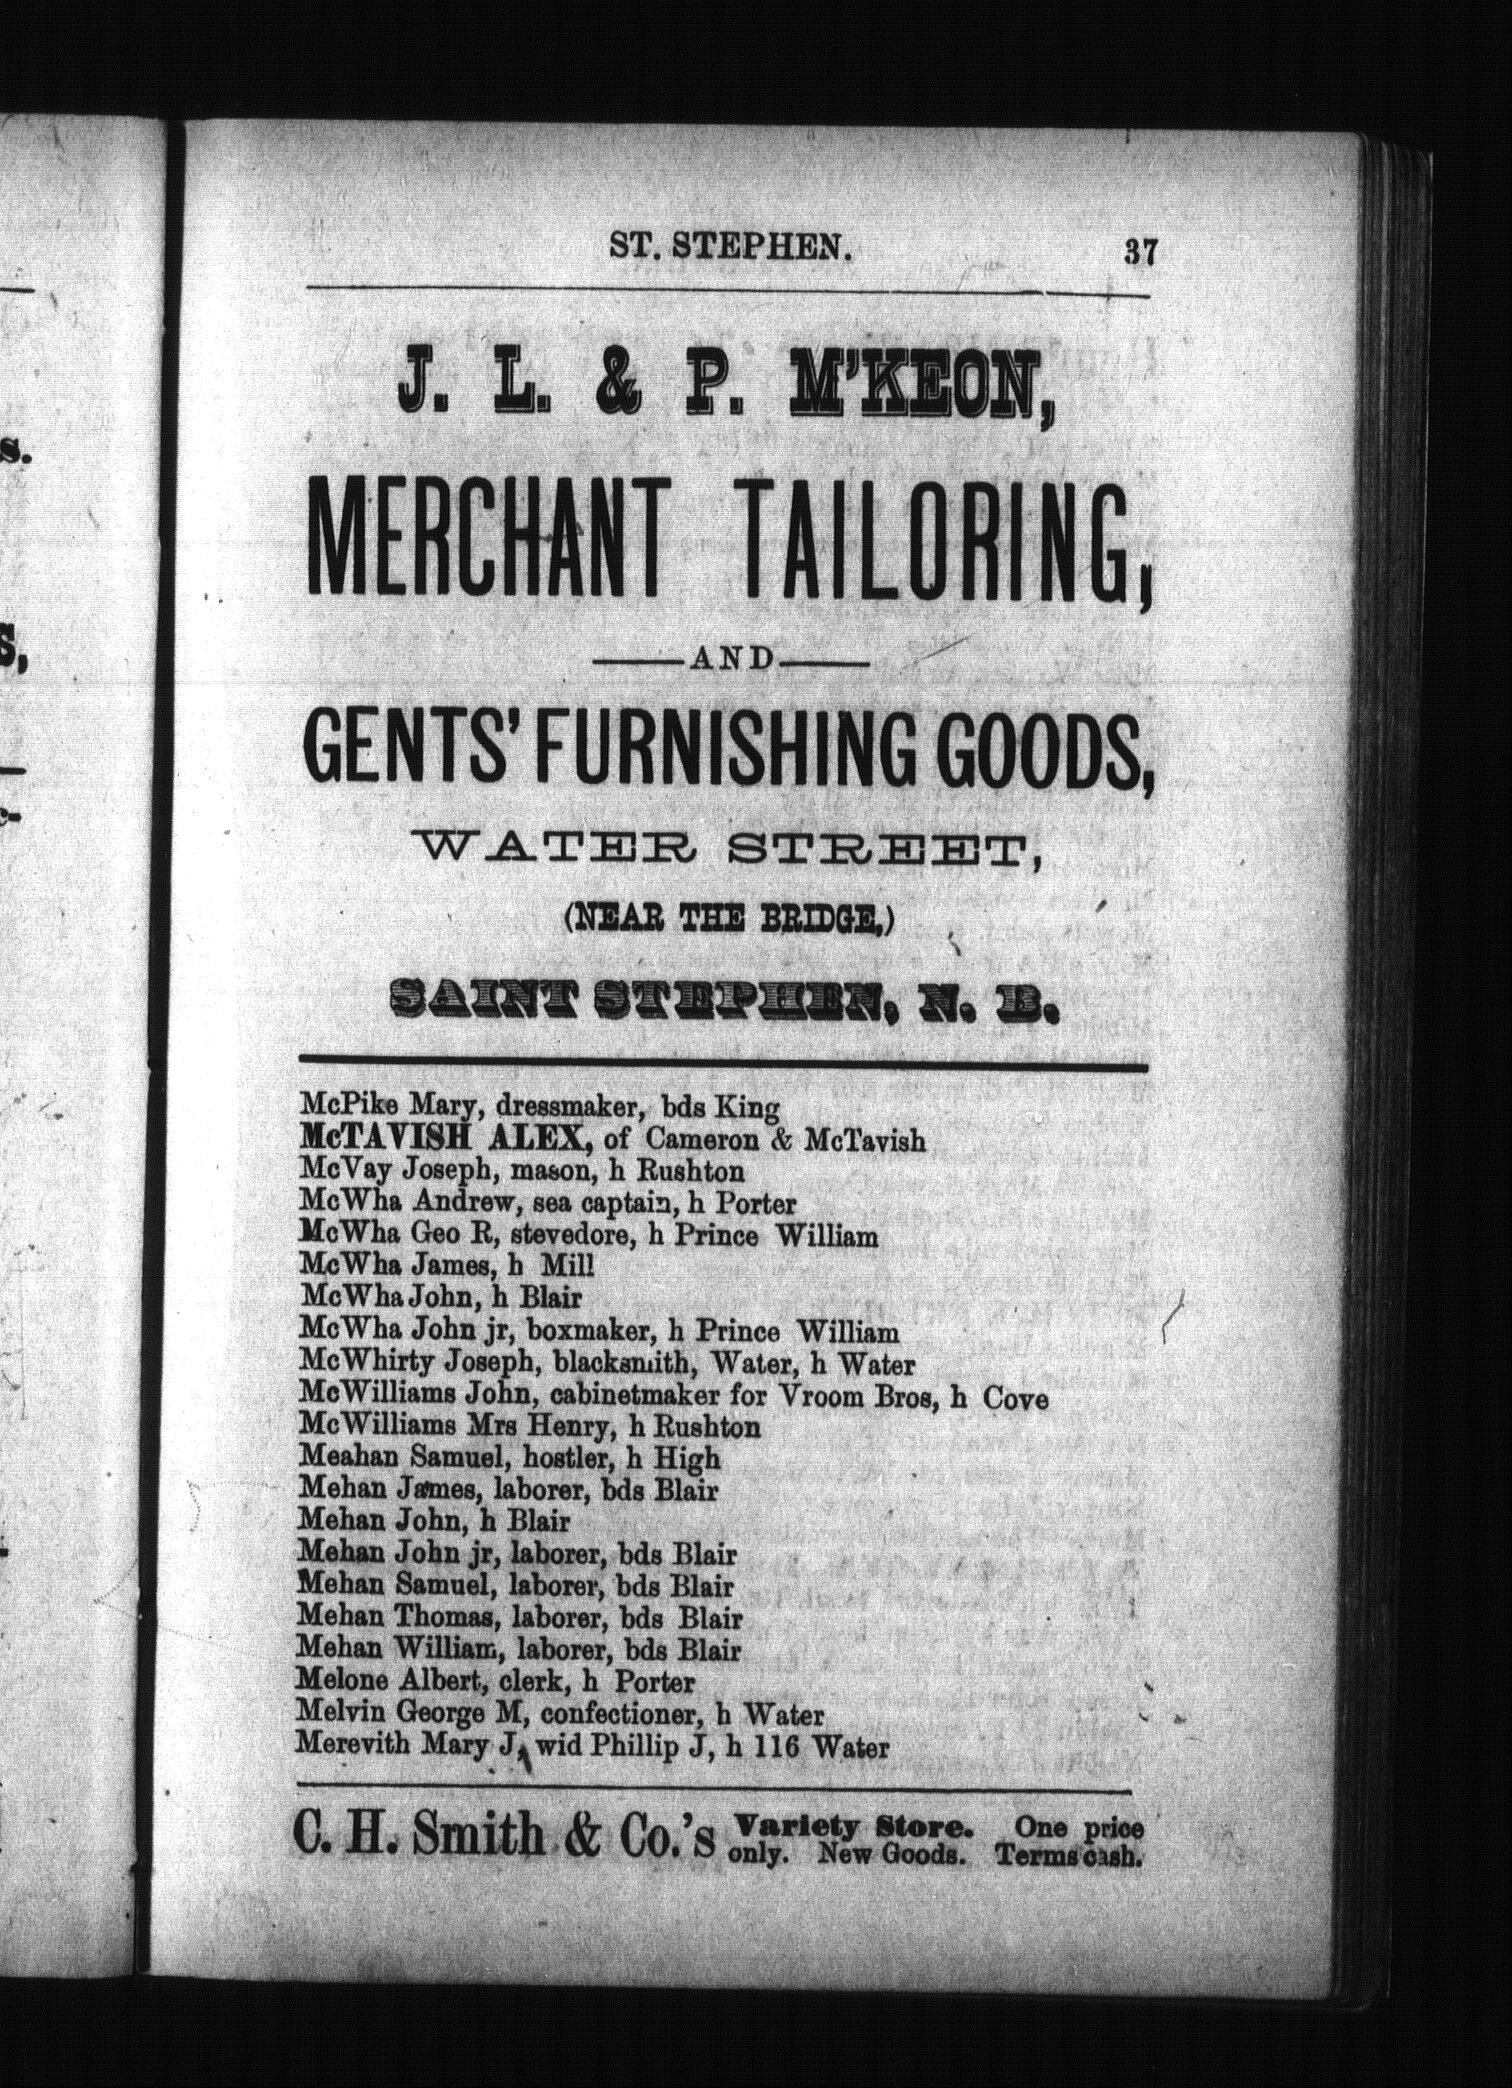 ST. STEPHEN. 37
J. L. & P. M'KEON,
MERCHANT TAILORING,
AND
GENTS' FURNISHING GOODS,
WATER STREET,
(NEAR THE BRIDGE,)
SAINT STEPHEN, N. B.
McPike Mary, dressmaker, bds King
McTAVISH ALEX, of Cameron & McTavish
McVay Joseph, mason, h Rushton
McWha Andrew, sea captain, h Porter
McWha Geo R, stevedore, h Prince William
McWha James, h Mill
McWha John, h Blair
McWha John jr, boxmaker, h Prince William
McWhirty Joseph, blacksmith, Water, h Water
McWilliams John, cabinetmaker for Vroom Bros, h Cove
McWilliams Mrs Henry, h Rushton
Meahan Samuel, hostler, h High
Mehan James, laborer, bds Blair
Mehan John, h Blair
Mehan John jr, laborer, bds Blair
Mehan Samuel, laborer, bds Blair
Mehan Thomas, laborer, bds Blair
Mehan William, laborer, bds Blair
Melone Albert, clerk, h Porter
Melvin George M, confectioner, h Water
Merevith Mary J, wid Phillip J, h 116 Water
C. H. Smith & Co.'s Variety Store. One price
only. New Goods. Terms cash.